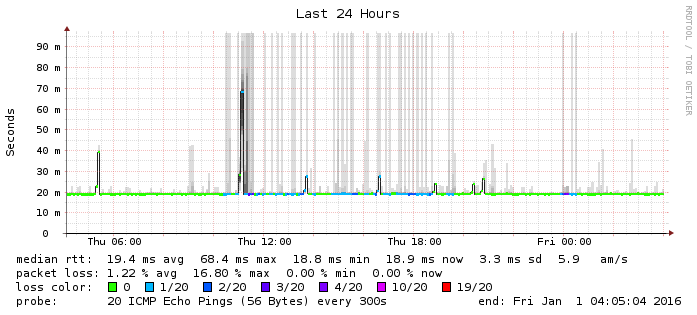 Last 24 Hours
RRDTOOL / TOBI OETIKER
Seconds
90 m
80 m
70 m
60 m
50 m
40 m
30 m
20 m
10 m
0
Thu 06:00 Thu 12:00 Thu 18:00 Fri 00:00
median rtt: 19.4 ms avg 68.4 ms max 18.8 ms min 18.9 ms now 3.3 ms sd 5.9 am/s
packet loss: 1.22 % avg 16.80 % max 0.00 % min 0.00 % now
loss color: 0 1/20 2/20 3/20 4/20 10/20 19/20
probe: 20 ICMP Echo Pings (56 Bytes) every 300s end: Fri Jan 1 04:05:04 2016